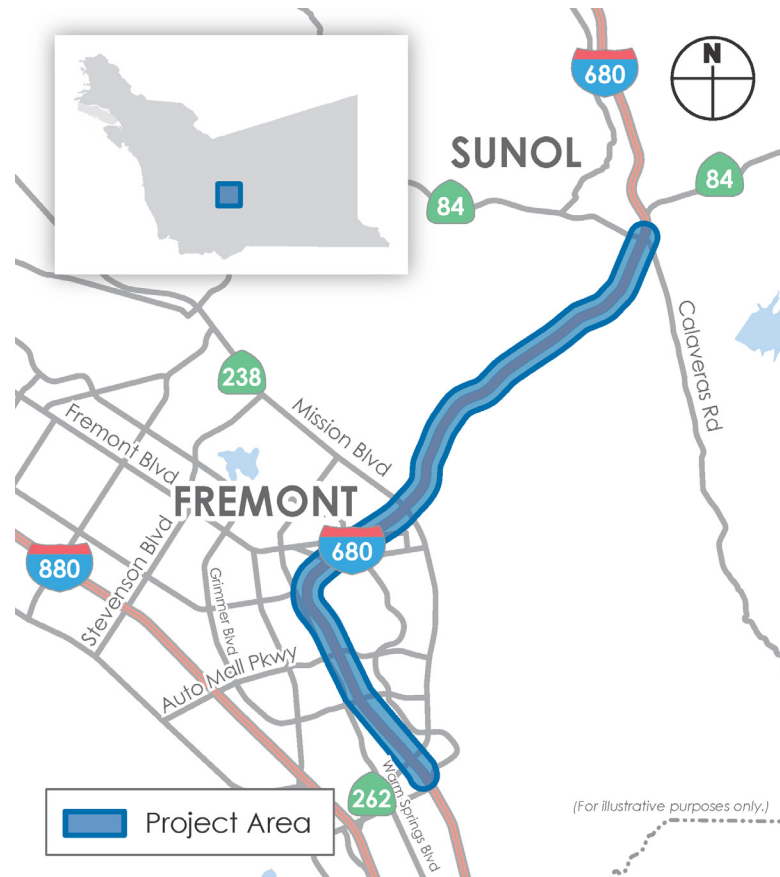 N
680
SUNOL
84
84
Calaveras Rd
238
Mission Blvd
Fremont Blvd
FREMONT
680
880
Stevenson Blvd
Grimmer Blvd
Auto Mall Pkwy
Warm Springs Blvd
262
(For illustrative purposes only.)
Project Area